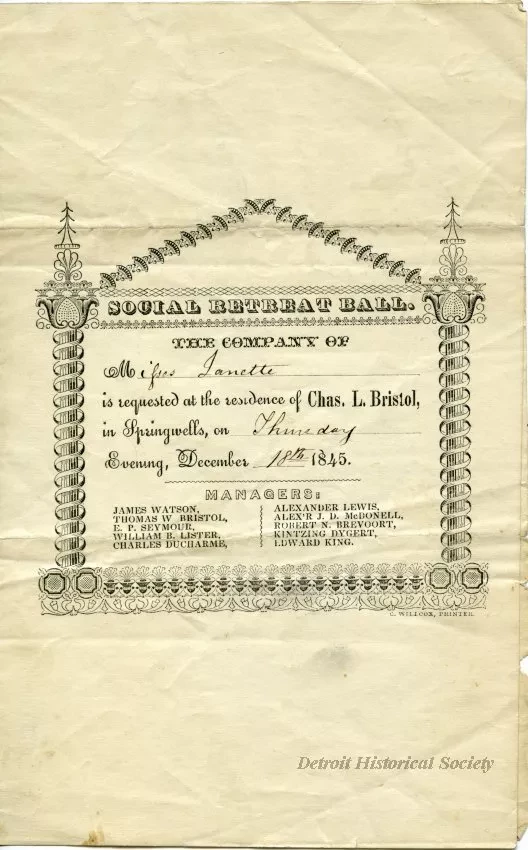 SOCIAL RETREAT BALL.
THE COMPANY OF
Misses Lanette
is requested at the residence of Chas. L. Bristol,
in Springwells, on Thursday
Evening, December 18th 1845.
MANAGERS:
JAMES WATSON,
THOMAS W BRISTOL,
E. P. SEYMOUR,
WILLIAM B. LISTER,
CHARLES DUCHARME,
ALEXANDER LEWIS,
ALEX'R J. D. McDONELL,
ROBERT N. BREVOORT,
KINTZING DYGERT,
EDWARD KING.
C. WILLCOX, PRINTER.
Detroit Historical Society